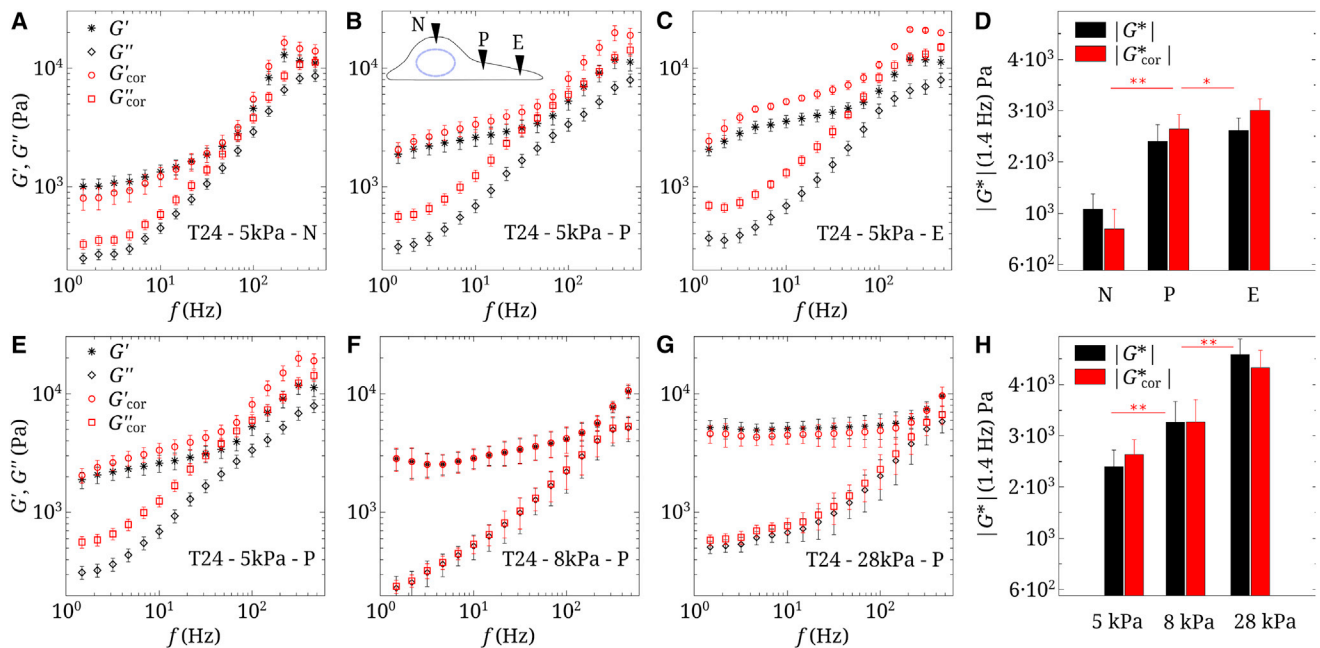 A
G′
G″
G′cor
G″cor
G′, G″ (Pa)
10⁴
10³
10⁰ 10¹ 10²
f (Hz)
T24 - 5kPa - N
B
N
P
E
10⁴
10³
10⁰ 10¹ 10²
f (Hz)
T24 - 5kPa - P
C
10⁴
10³
10⁰ 10¹ 10²
f (Hz)
T24 - 5kPa - E
D
|G*|
|G*cor|
** *
|G*| (1.4 Hz) Pa
4·10³
3·10³
2·10³
10³
6·10²
N P E
E
G′
G″
G′cor
G″cor
G′, G″ (Pa)
10⁴
10³
10⁰ 10¹ 10²
f (Hz)
T24 - 5kPa - P
F
10⁴
10³
10⁰ 10¹ 10²
f (Hz)
T24 - 8kPa - P
G
10⁴
10³
10⁰ 10¹ 10²
f (Hz)
T24 - 28kPa - P
H
|G*|
|G*cor|
**
**
|G*| (1.4 Hz) Pa
4·10³
3·10³
2·10³
10³
6·10²
5 kPa 8 kPa 28 kPa